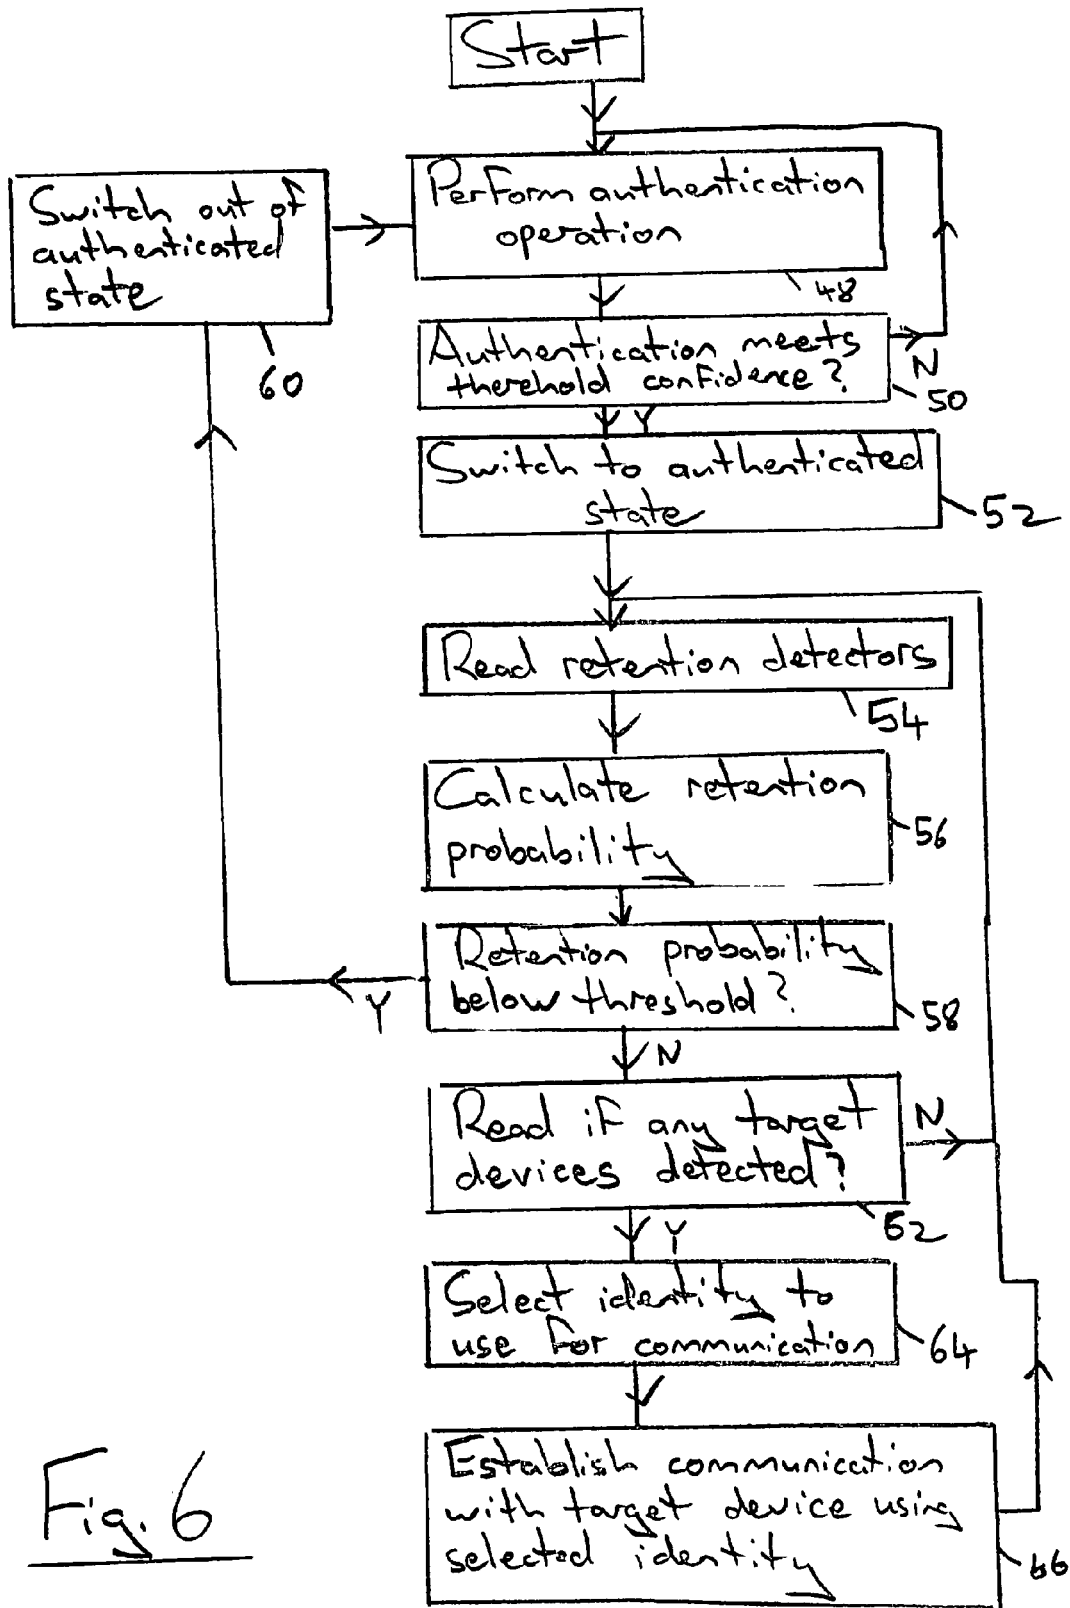 Start
Perform authentication
operation
48
Switch out of
authenticated
state
60
Authentication meets
therehold confidence?
N
50
Y
Switch to authenticated
state
52
Read retention detectors
54
Calculate retention
probability
56
Retention probability
below threshold?
Y
58
N
Read if any target
devices detected?
N
62
Y
Select identity to
use for communication
64
Establish communication
with target device using
selected identity
66
Fig. 6